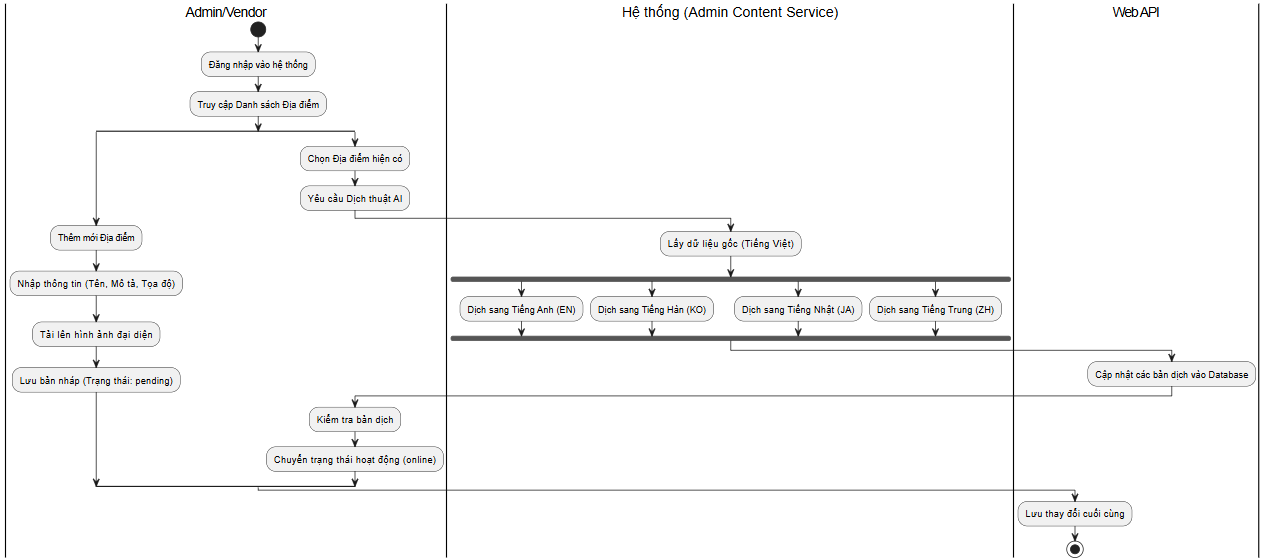 Admin/Vendor
Hệ thống (Admin Content Service)
Web API
Đăng nhập vào hệ thống
Truy cập Danh sách Địa điểm
Chọn Địa điểm hiện có
Yêu cầu Dịch thuật AI
Thêm mới Địa điểm
Lấy dữ liệu gốc (Tiếng Việt)
Nhập thông tin (Tên, Mô tả, Tọa độ)
Dịch sang Tiếng Anh (EN)
Dịch sang Tiếng Hàn (KO)
Dịch sang Tiếng Nhật (JA)
Dịch sang Tiếng Trung (ZH)
Tải lên hình ảnh đại diện
Lưu bản nháp (Trạng thái: pending)
Cập nhật các bản dịch vào Database
Kiểm tra bản dịch
Chuyển trạng thái hoạt động (online)
Lưu thay đổi cuối cùng